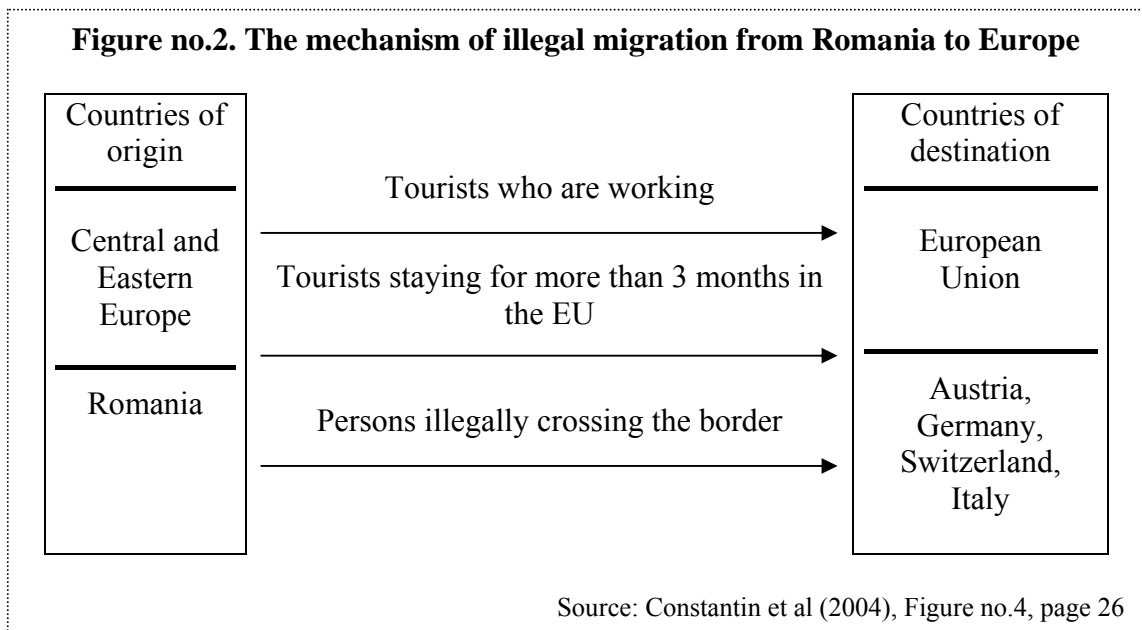 Figure no.2. The mechanism of illegal migration from Romania to Europe
Countries of
origin
Central and
Eastern
Europe
Romania
Tourists who are working
Tourists staying for more than 3 months in
the EU
Persons illegally crossing the border
Countries of
destination
European
Union
Austria,
Germany,
Switzerland,
Italy
Source: Constantin et al (2004), Figure no.4, page 26